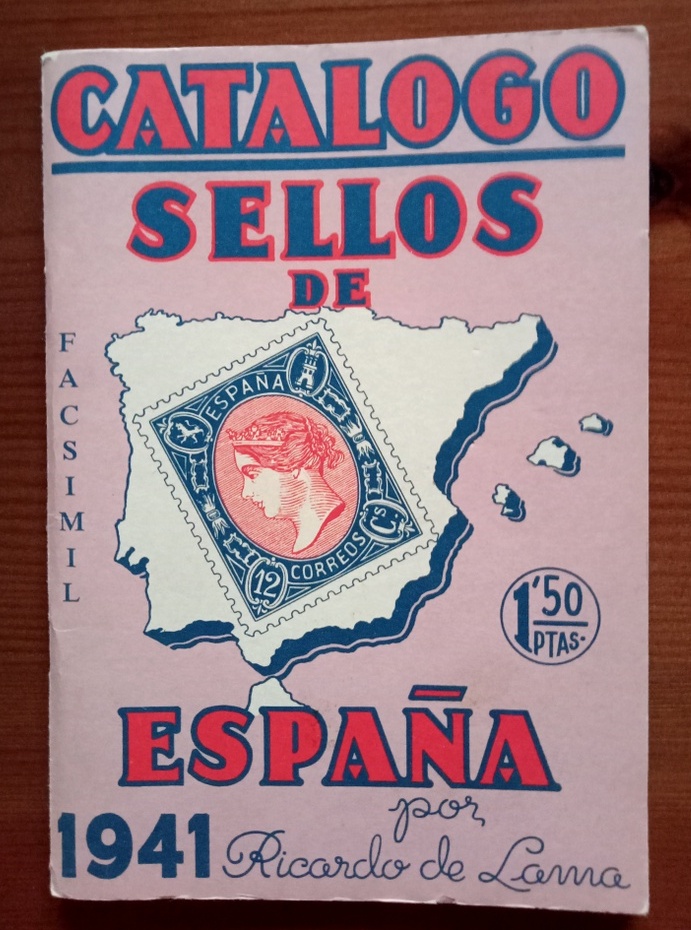 CATALOGO
SELLOS
DE
FACSIMIL
ESPAÑA
12
CORREOS
Cs
1'50
PTAS.
ESPAÑA
por
1941 Ricardo de Lama